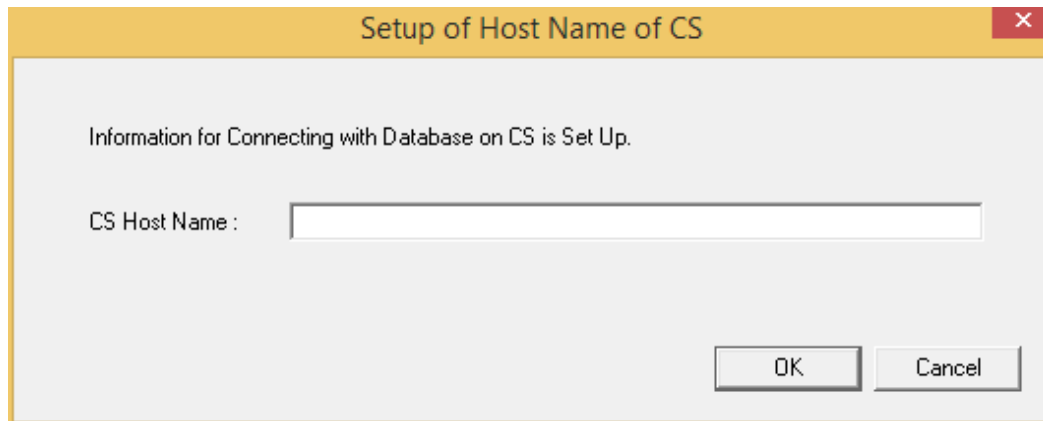 Setup of Host Name of CS
Information for Connecting with Database on CS is Set Up.
CS Host Name :
OK Cancel